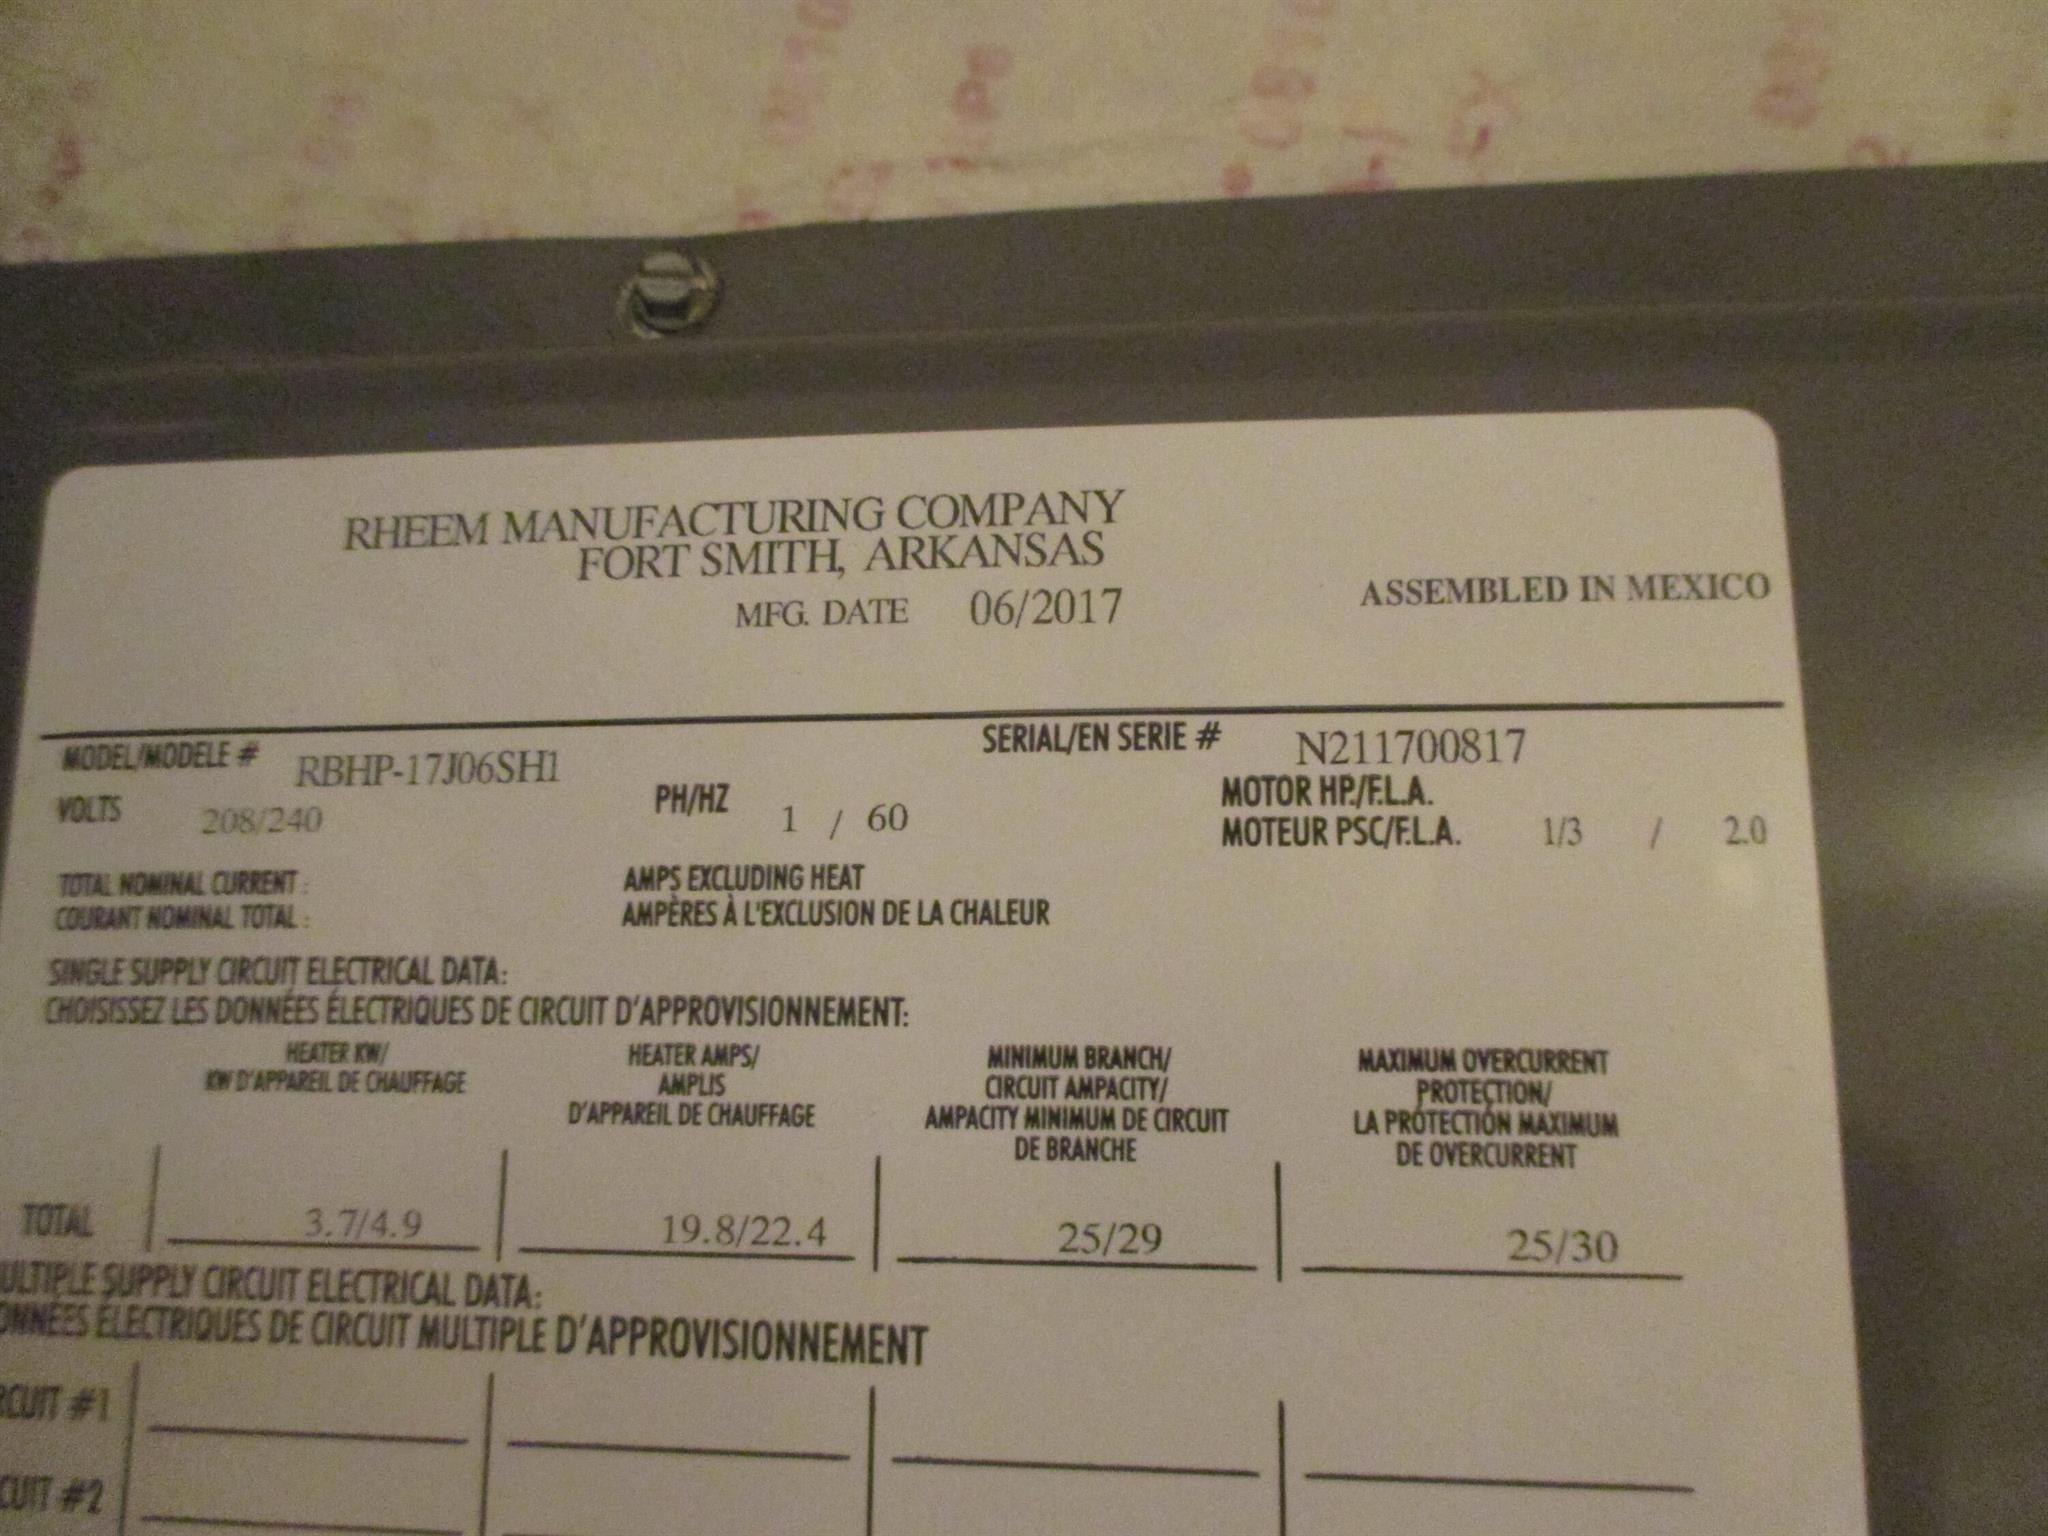 RHEEM MANUFACTURING COMPANY
FORT SMITH, ARKANSAS
MFG. DATE 06/2017
ASSEMBLED IN MEXICO
MODEL/MODELE # RBHP-17J06SH1
SERIAL/EN SERIE # N211700817
VOLTS 208/240
PH/HZ 1 / 60
MOTOR HP./F.L.A.
MOTEUR PSC/F.L.A. 1/3 / 2.0
TOTAL NOMINAL CURRENT :
COURANT NOMINAL TOTAL :
AMPS EXCLUDING HEAT
AMPÈRES À L'EXCLUSION DE LA CHALEUR
SINGLE SUPPLY CIRCUIT ELECTRICAL DATA:
CHOISISSEZ LES DONNÉES ÉLECTRIQUES DE CIRCUIT D'APPROVISIONNEMENT:
HEATER KW/
KW D'APPAREIL DE CHAUFFAGE
HEATER AMPS/
AMPLIS
D'APPAREIL DE CHAUFFAGE
MINIMUM BRANCH/
CIRCUIT AMPACITY/
AMPACITY MINIMUM DE CIRCUIT
DE BRANCHE
MAXIMUM OVERCURRENT
PROTECTION/
LA PROTECTION MAXIMUM
DE OVERCURRENT
TOTAL 3.7/4.9 19.8/22.4 25/29 25/30
ULTIPLE SUPPLY CIRCUIT ELECTRICAL DATA:
ONNÉES ÉLECTRIQUES DE CIRCUIT MULTIPLE D'APPROVISIONNEMENT
RCUIT #1
CUIT #2